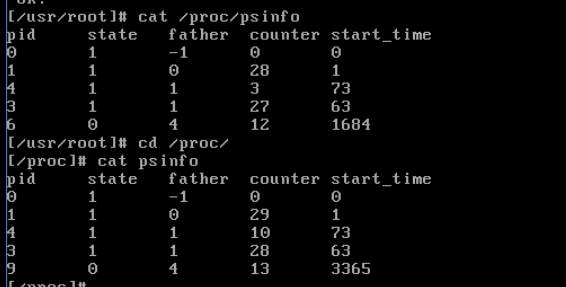 ok.
[/usr/root]# cat /proc/psinfo
pid state father counter start_time
0 1 -1 0 0
1 1 0 28 1
4 1 1 3 73
3 1 1 27 63
6 0 4 12 1684
[/usr/root]# cd /proc/
[/proc]# cat psinfo
pid state father counter start_time
0 1 -1 0 0
1 1 0 29 1
4 1 1 10 73
3 1 1 28 63
9 0 4 13 3365
[/proc]#